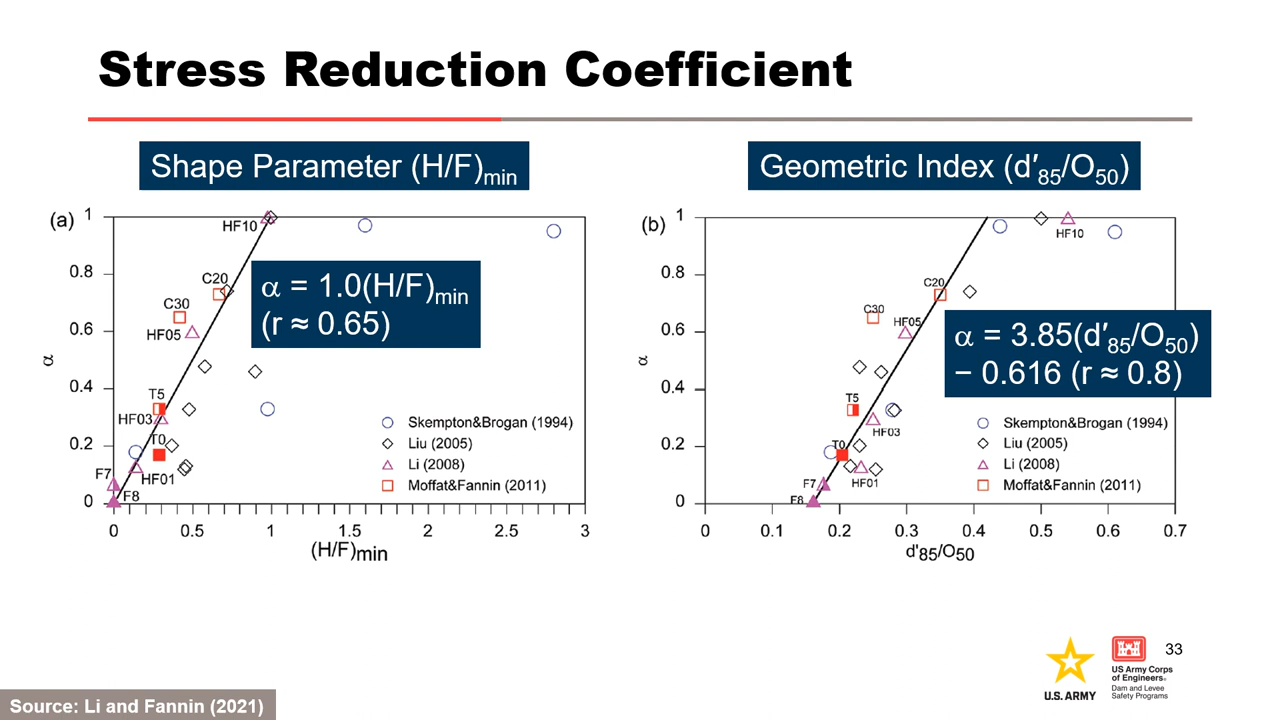 Stress Reduction Coefficient
Shape Parameter (H/F)min
Geometric Index (d′85/O50)
(a)
1
0.8
0.6
0.4
0.2
0
α
HF10
C20
C30
HF05
T5
HF03
T0
HF01
F7
F8
α = 1.0(H/F)min
(r ≈ 0.65)
Skempton&Brogan (1994)
Liu (2005)
Li (2008)
Moffat&Fannin (2011)
0 0.5 1 1.5 2 2.5 3
(H/F)min
(b)
1
0.8
0.6
0.4
0.2
0
α
HF10
C20
C30
HF05
T5
HF03
T0
HF01
F7
F8
α = 3.85(d′85/O50)
− 0.616 (r ≈ 0.8)
Skempton&Brogan (1994)
Liu (2005)
Li (2008)
Moffat&Fannin (2011)
0 0.1 0.2 0.3 0.4 0.5 0.6 0.7
d'85/O50
33
U.S. ARMY
US Army Corps
of Engineers®
Dam and Levee
Safety Programs
Source: Li and Fannin (2021)